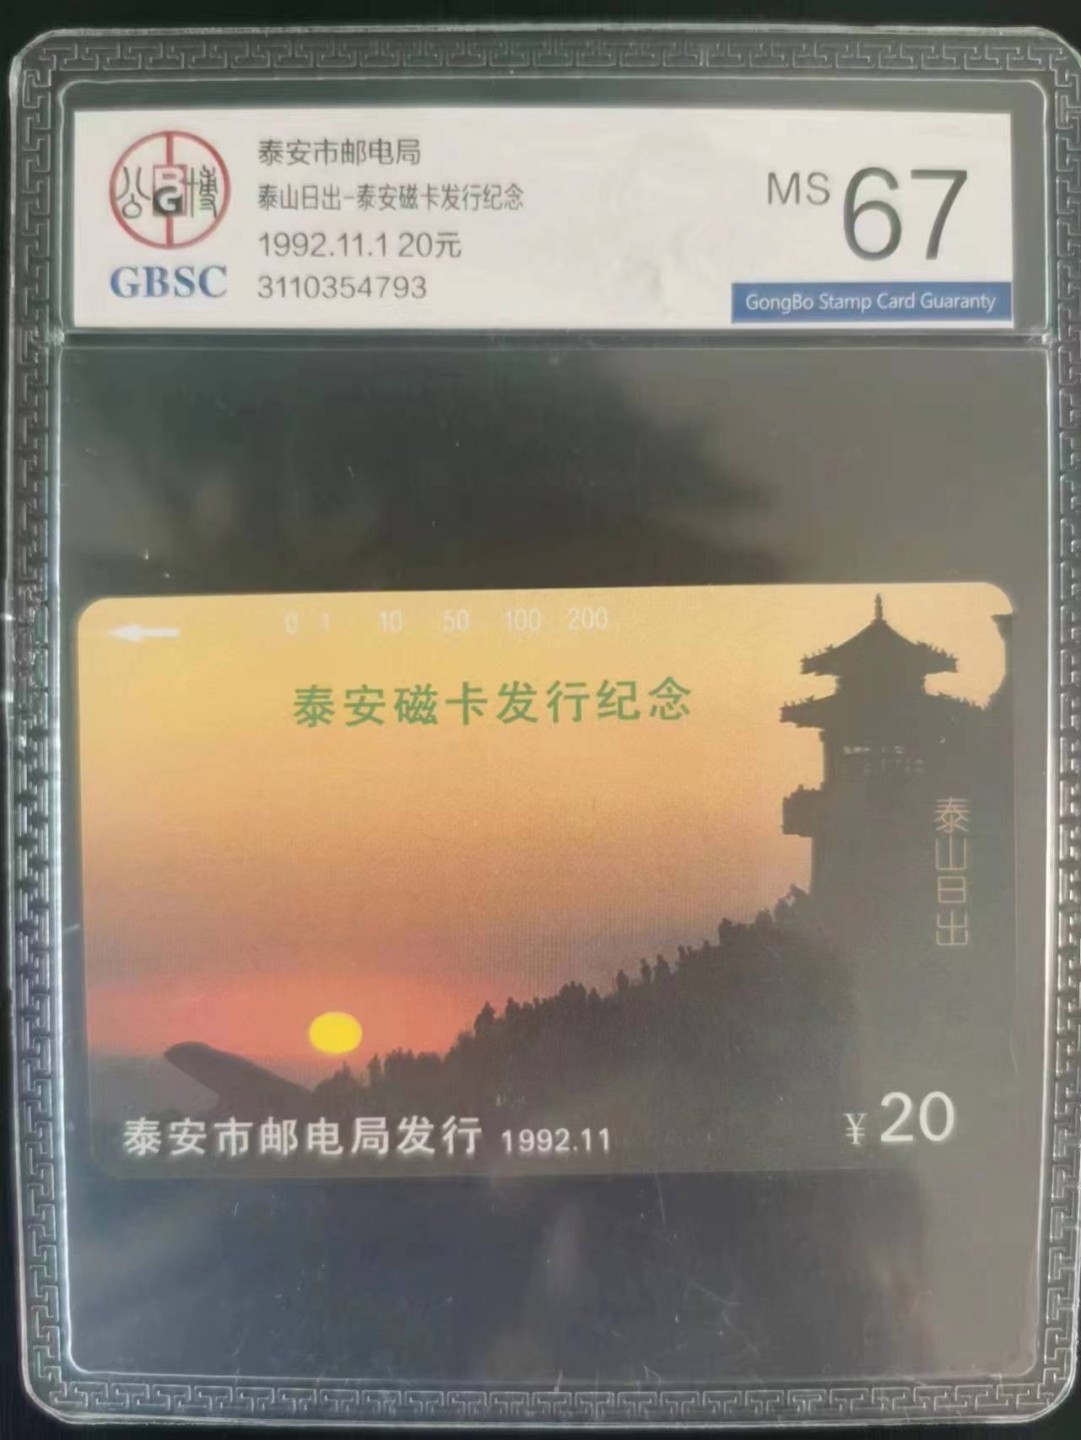 公博
BG
GBSC
泰安市邮电局
泰山日出-泰安磁卡发行纪念
1992.11.1 20元
3110354793
MS 67
GongBo Stamp Card Guaranty
0 1 10 50 100 200
泰安磁卡发行纪念
泰山日出
泰安市邮电局发行 1992.11
¥20